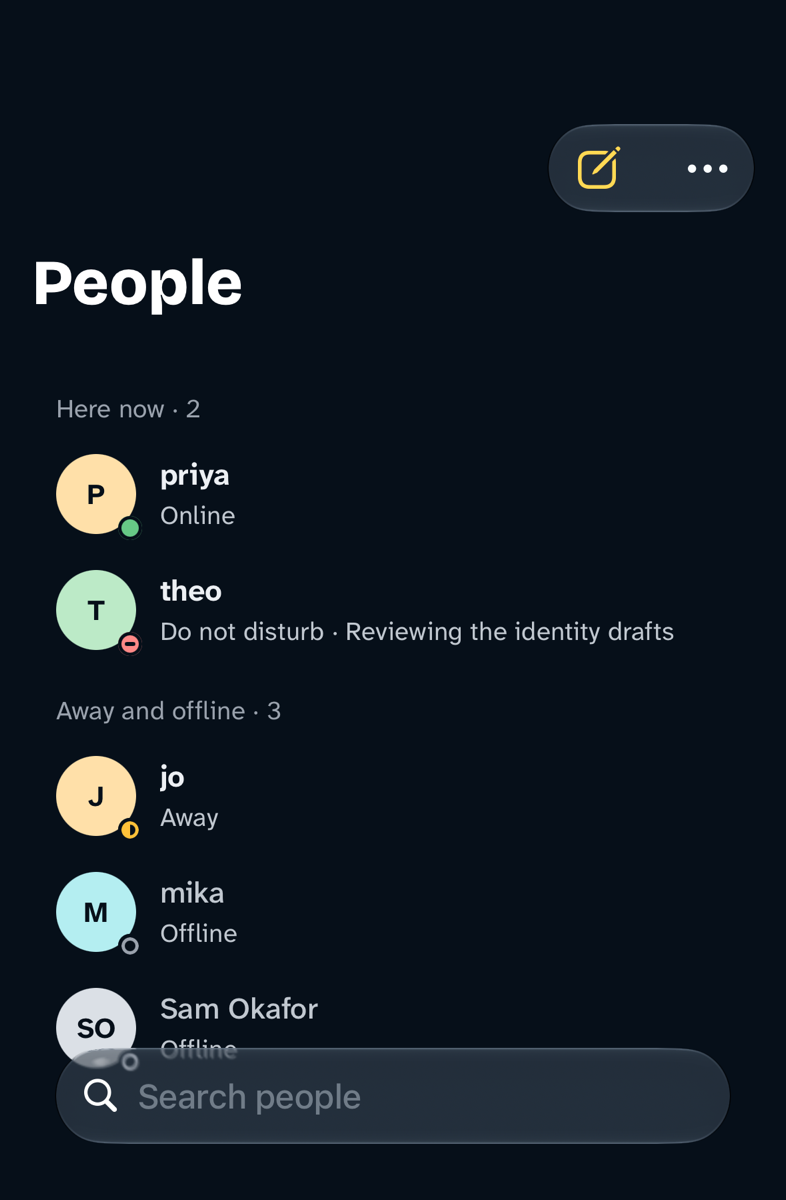 People
Here now · 2
P
priya
Online
T
theo
Do not disturb · Reviewing the identity drafts
Away and offline · 3
J
jo
Away
M
mika
Offline
SO
Sam Okafor
Offline
Search people